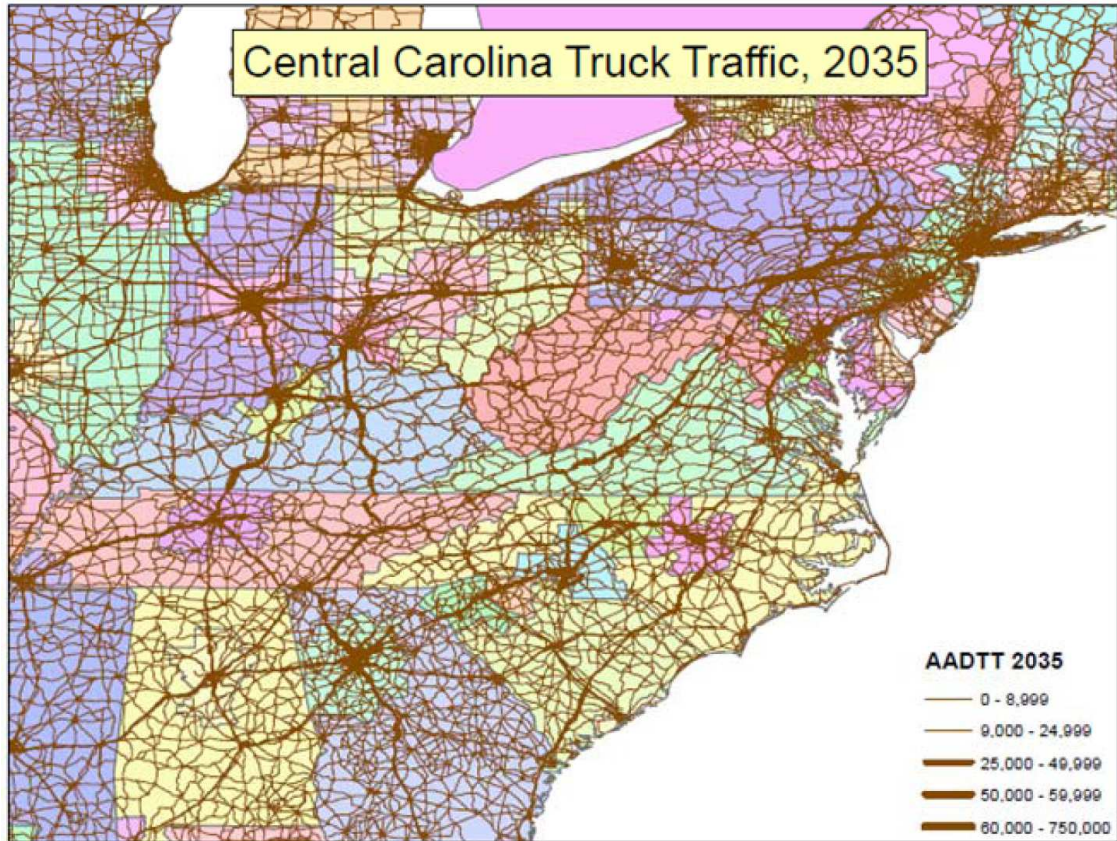 Central Carolina Truck Traffic, 2035
AADTT 2035
0 - 8,999
9,000 - 24,999
25,000 - 49,999
50,000 - 59,999
60,000 - 750,000